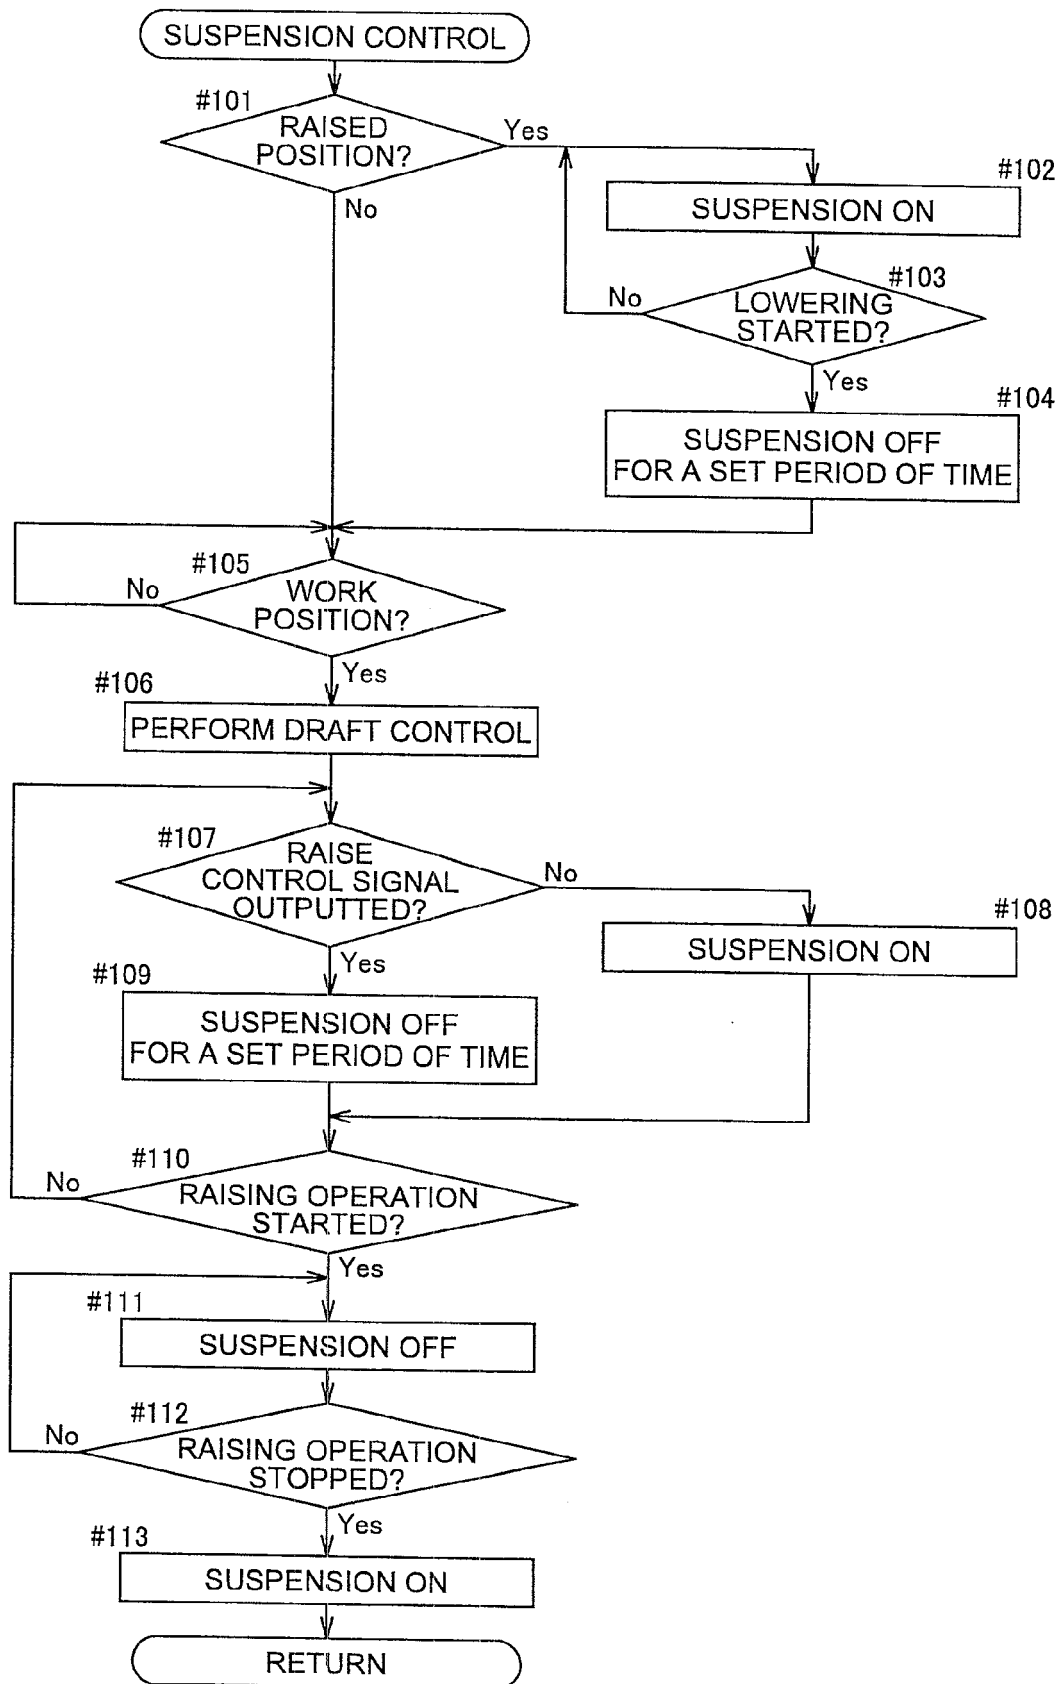 SUSPENSION CONTROL
#101
RAISED
POSITION?
Yes
No
#102
SUSPENSION ON
#103
LOWERING
STARTED?
No
Yes
#104
SUSPENSION OFF
FOR A SET PERIOD OF TIME
#105
WORK
POSITION?
No
Yes
#106
PERFORM DRAFT CONTROL
#107
RAISE
CONTROL SIGNAL
OUTPUTTED?
No
Yes
#108
SUSPENSION ON
#109
SUSPENSION OFF
FOR A SET PERIOD OF TIME
#110
RAISING OPERATION
STARTED?
No
Yes
#111
SUSPENSION OFF
#112
RAISING OPERATION
STOPPED?
No
Yes
#113
SUSPENSION ON
RETURN